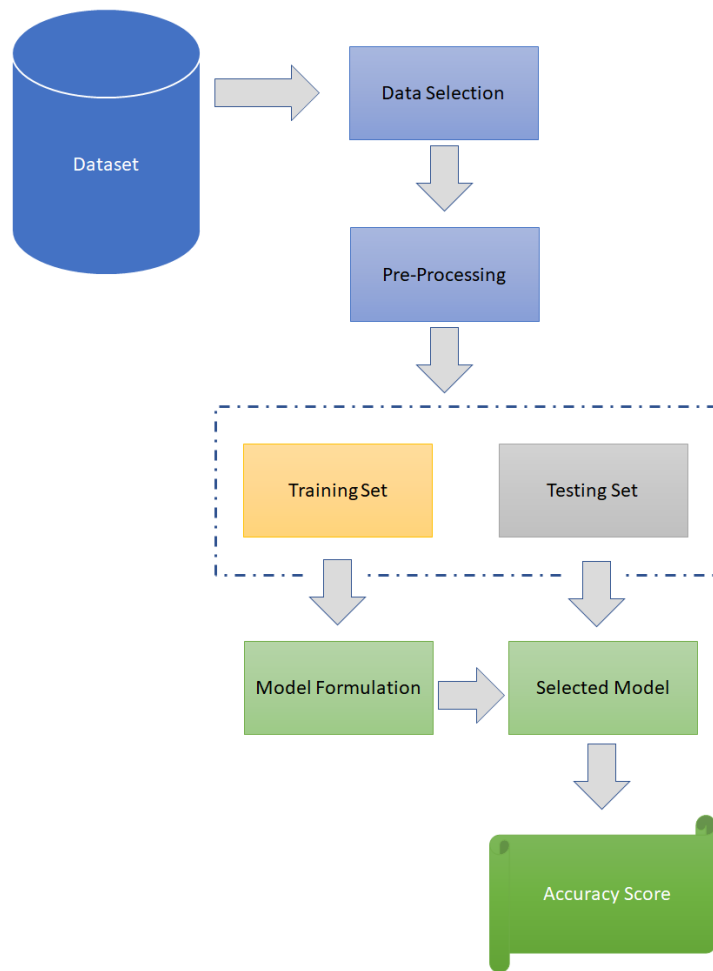 Dataset
Data Selection
Pre-Processing
Training Set
Testing Set
Model Formulation
Selected Model
Accuracy Score